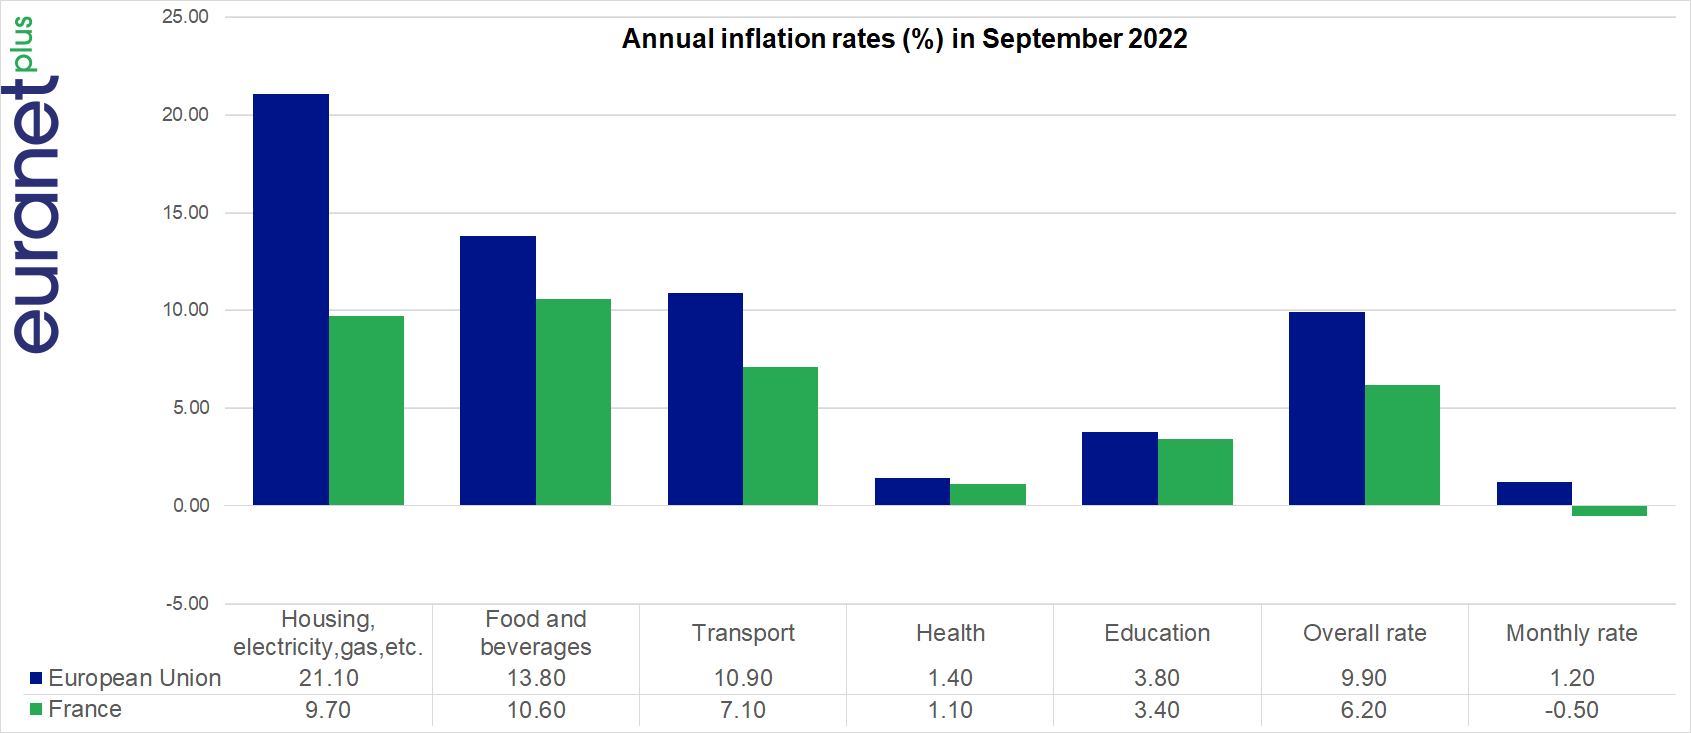 euranet plus
Annual inflation rates (%) in September 2022
25.00
20.00
15.00
10.00
5.00
0.00
-5.00
Housing, electricity,gas,etc. Food and beverages Transport Health Education Overall rate Monthly rate
European Union 21.10 13.80 10.90 1.40 3.80 9.90 1.20
France 9.70 10.60 7.10 1.10 3.40 6.20 -0.50